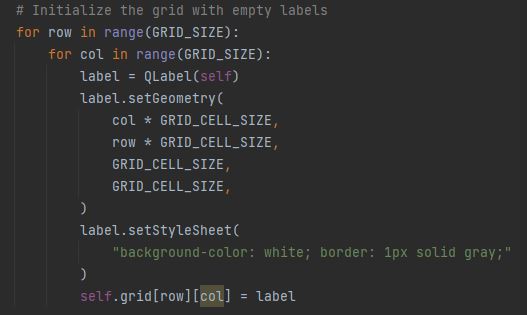 # Initialize the grid with empty labels
for row in range(GRID_SIZE):
    for col in range(GRID_SIZE):
        label = QLabel(self)
        label.setGeometry(
            col * GRID_CELL_SIZE,
            row * GRID_CELL_SIZE,
            GRID_CELL_SIZE,
            GRID_CELL_SIZE,
        )
        label.setStyleSheet(
            "background-color: white; border: 1px solid gray;"
        )
        self.grid[row][col] = label